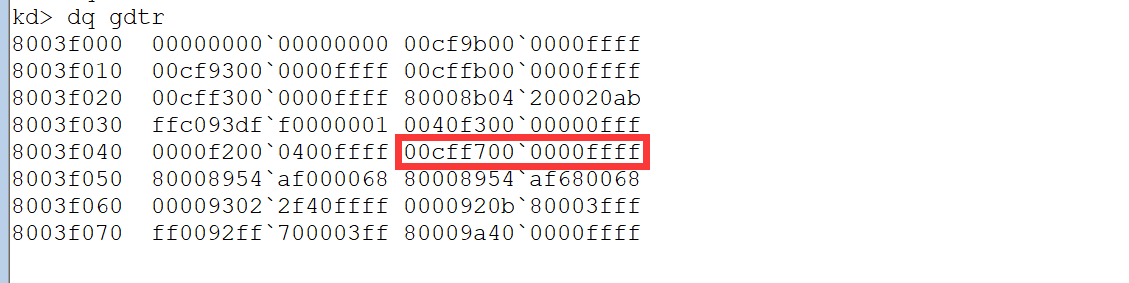 kd> dq gdtr
8003f000  00000000`00000000 00cf9b00`0000ffff
8003f010  00cf9300`0000ffff 00cffb00`0000ffff
8003f020  00cff300`0000ffff 80008b04`200020ab
8003f030  ffc093df`f0000001 0040f300`00000fff
8003f040  0000f200`0400ffff 00cff700`0000ffff
8003f050  80008954`af000068 80008954`af680068
8003f060  00009302`2f40ffff 0000920b`80003fff
8003f070  ff0092ff`700003ff 80009a40`0000ffff